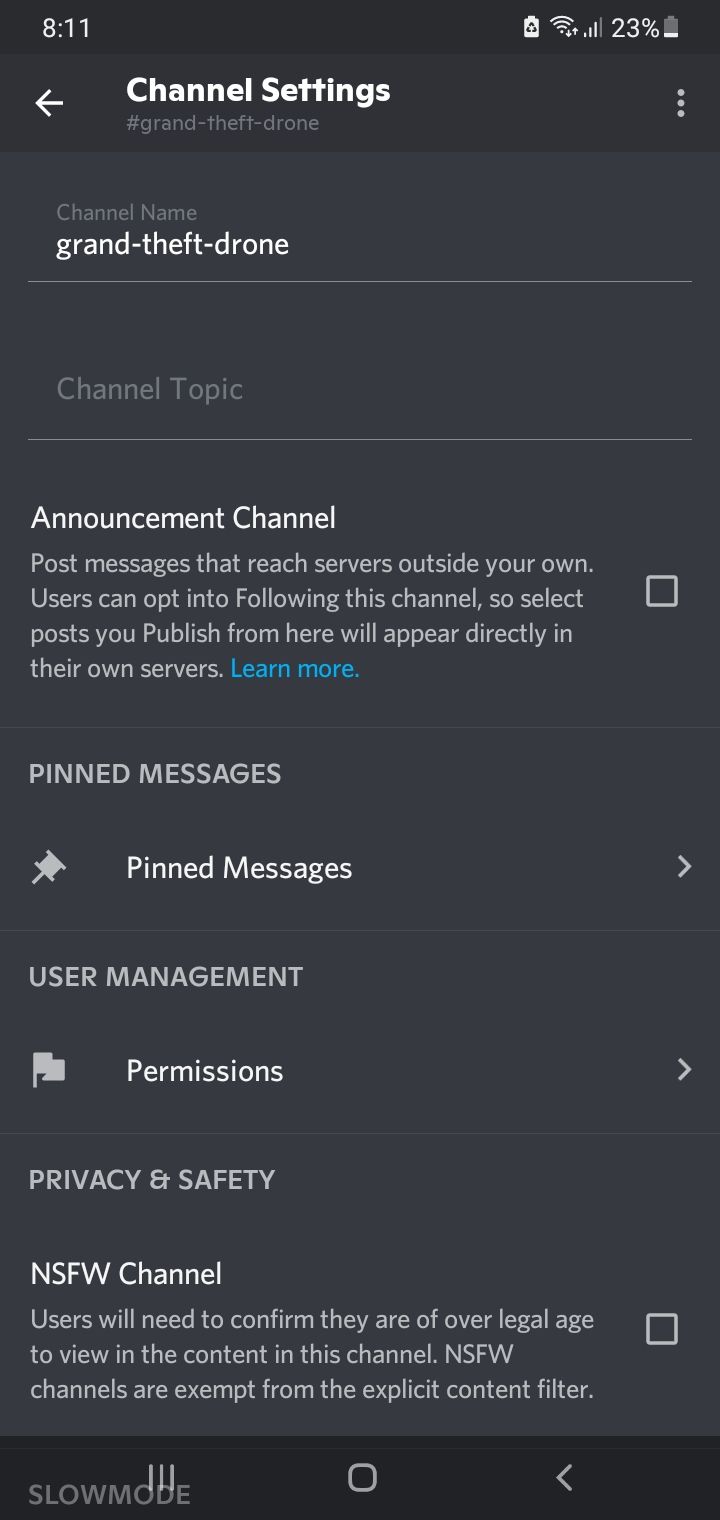 8:11
23%
Channel Settings
#grand-theft-drone
Channel Name
grand-theft-drone
Channel Topic
Announcement Channel
Post messages that reach servers outside your own.
Users can opt into Following this channel, so select
posts you Publish from here will appear directly in
their own servers. Learn more.
PINNED MESSAGES
Pinned Messages
USER MANAGEMENT
Permissions
PRIVACY & SAFETY
NSFW Channel
Users will need to confirm they are of over legal age
to view in the content in this channel. NSFW
channels are exempt from the explicit content filter.
SLOWMODE